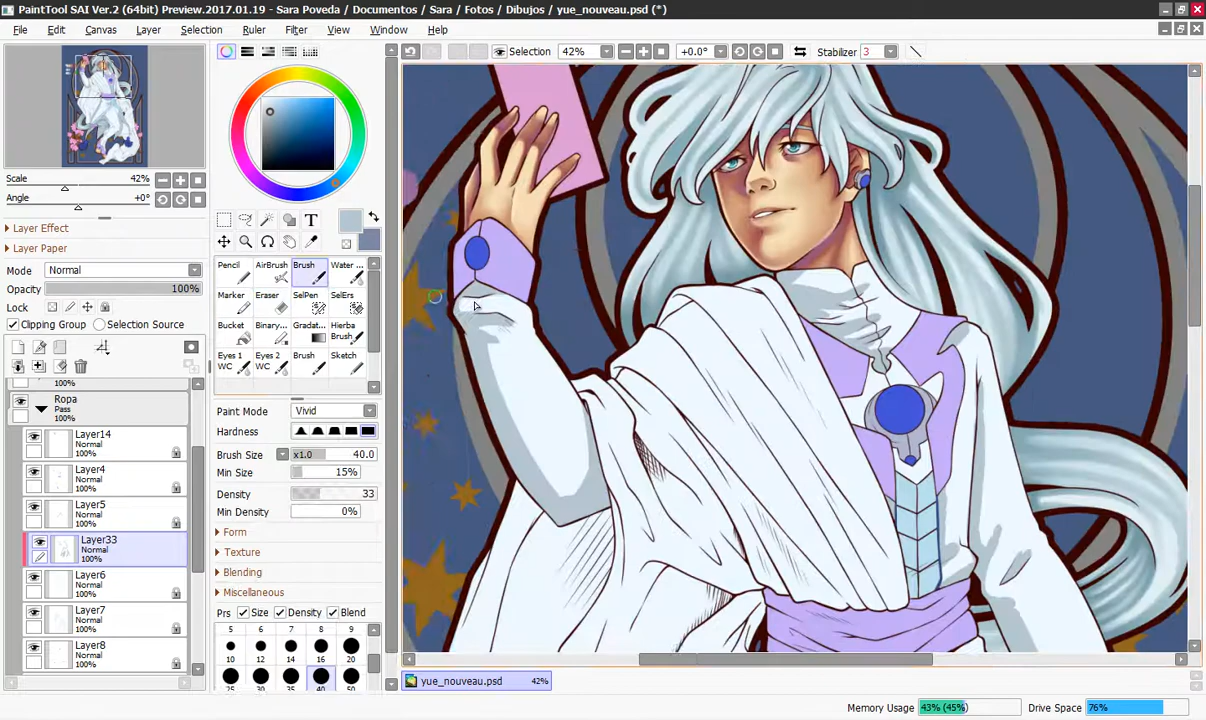 PaintTool SAI Ver.2 (64bit) Preview.2017.01.19 - Sara Poveda / Documentos / Sara / Fotos / Dibujos / yue_nouveau.psd (*)
File Edit Canvas Layer Selection Ruler Filter View Window Help
Selection 42% +0.0° Stabilizer 3
Scale 42%
Angle +0°
Layer Effect
Layer Paper
Mode Normal
Opacity 100%
Lock
Clipping Group Selection Source
100%
Ropa
Pass
100%
Layer14
Normal
100%
Layer4
Normal
100%
Layer5
Normal
100%
Layer33
Normal
100%
Layer6
Normal
100%
Layer7
Normal
100%
Layer8
Normal
100%
T
Pencil AirBrush Brush Water ...
Marker Eraser SelPen SelErs
Bucket Binary... Gradat... Hierba
Brush...
Eyes 1 Eyes 2 Brush Sketch
WC WC
Paint Mode Vivid
Hardness
Brush Size x1.0 40.0
Min Size 15%
Density 33
Min Density 0%
Form
Texture
Blending
Miscellaneous
Prs Size Density Blend
5 6 7 8 9
10 12 14 16 20
25 30 35 40 50
yue_nouveau.psd 42%
Memory Usage 43% (45%) Drive Space 76%